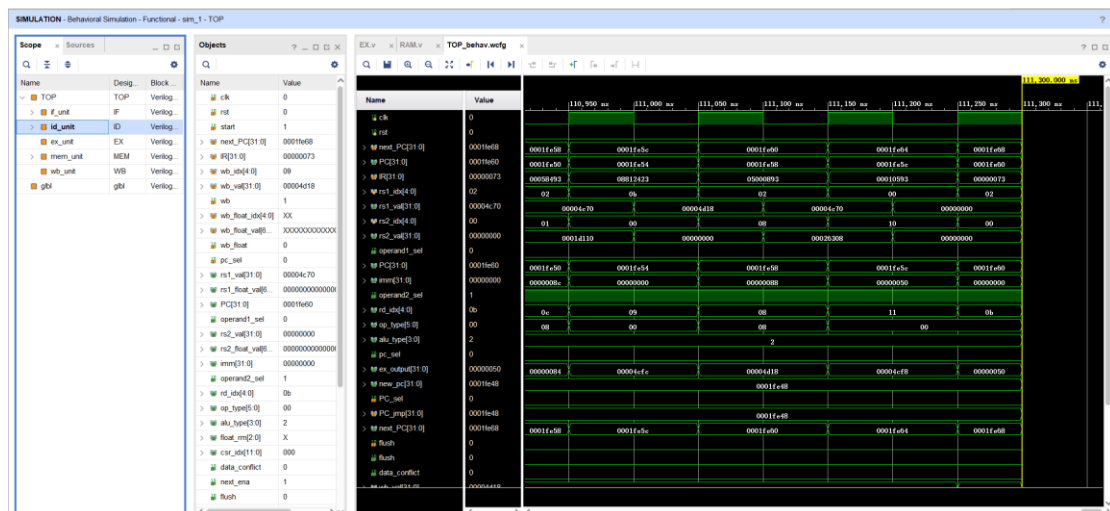 SIMULATION - Behavioral Simulation - Functional - sim_1 - TOP ?
Scope × Sources
Name Desig... Block ...
TOP TOP Verilog...
if_unit IF Verilog...
id_unit ID Verilog...
ex_unit EX Verilog...
mem_unit MEM Verilog...
wb_unit WB Verilog...
glbl glbl Verilog...
Objects
Name Value
clk 0
rst 0
start 1
next_PC[31:0] 0001fe68
IR[31:0] 00000073
wb_idx[4:0] 09
wb_val[31:0] 00004d18
wb 1
wb_float_idx[4:0] XX
wb_float_val[6... XXXXXXXXXXXX
wb_float 0
pc_sel 0
rs1_val[31:0] 00004c70
rs1_float_val[6... 0000000000000
PC[31:0] 0001fe60
operand1_sel 0
rs2_val[31:0] 00000000
rs2_float_val[6... 0000000000000
imm[31:0] 00000000
operand2_sel 1
rd_idx[4:0] 0b
op_type[5:0] 00
alu_type[3:0] 2
float_rm[2:0] X
csr_idx[11:0] 000
data_conflict 0
next_ena 1
flush 0
EX.v × RAM.v × TOP_behav.wcfg ×
111,300.000 ns
Name Value 110,950 ns 111,000 ns 111,050 ns 111,100 ns 111,150 ns 111,200 ns 111,250 ns 111,300 ns 111,
clk 0
rst 0
next_PC[31:0] 0001fe68 0001fe58 0001fe5c 0001fe60 0001fe64 0001fe68
PC[31:0] 0001fe60 0001fe50 0001fe54 0001fe58 0001fe5c 0001fe60
IR[31:0] 00000073 00058493 08812423 05000893 00010593 00000073
rs1_idx[4:0] 02 02 0b 02 00 02
rs1_val[31:0] 00004c70 00004c70 00004d18 00004c70 00000000
rs2_idx[4:0] 00 01 00 08 10 00
rs2_val[31:0] 00000000 0001d110 00000000 00026308 00000000
operand1_sel 0
PC[31:0] 0001fe60 0001fe50 0001fe54 0001fe58 0001fe5c 0001fe60
imm[31:0] 00000000 0000008c 00000000 00000088 00000050 00000000
operand2_sel 1
rd_idx[4:0] 0b 0c 09 08 11 0b
op_type[5:0] 00 08 00 08 00
alu_type[3:0] 2 2
pc_sel 0
ex_output[31:0] 00000050 00000084 00004cfc 00004d18 00004cf8 00000050
new_pc[31:0] 0001fe48 0001fe48
PC_sel 0
PC_jmp[31:0] 0001fe48 0001fe48
next_PC[31:0] 0001fe68 0001fe58 0001fe5c 0001fe60 0001fe64 0001fe68
flush 0
flush 0
data_conflict 0